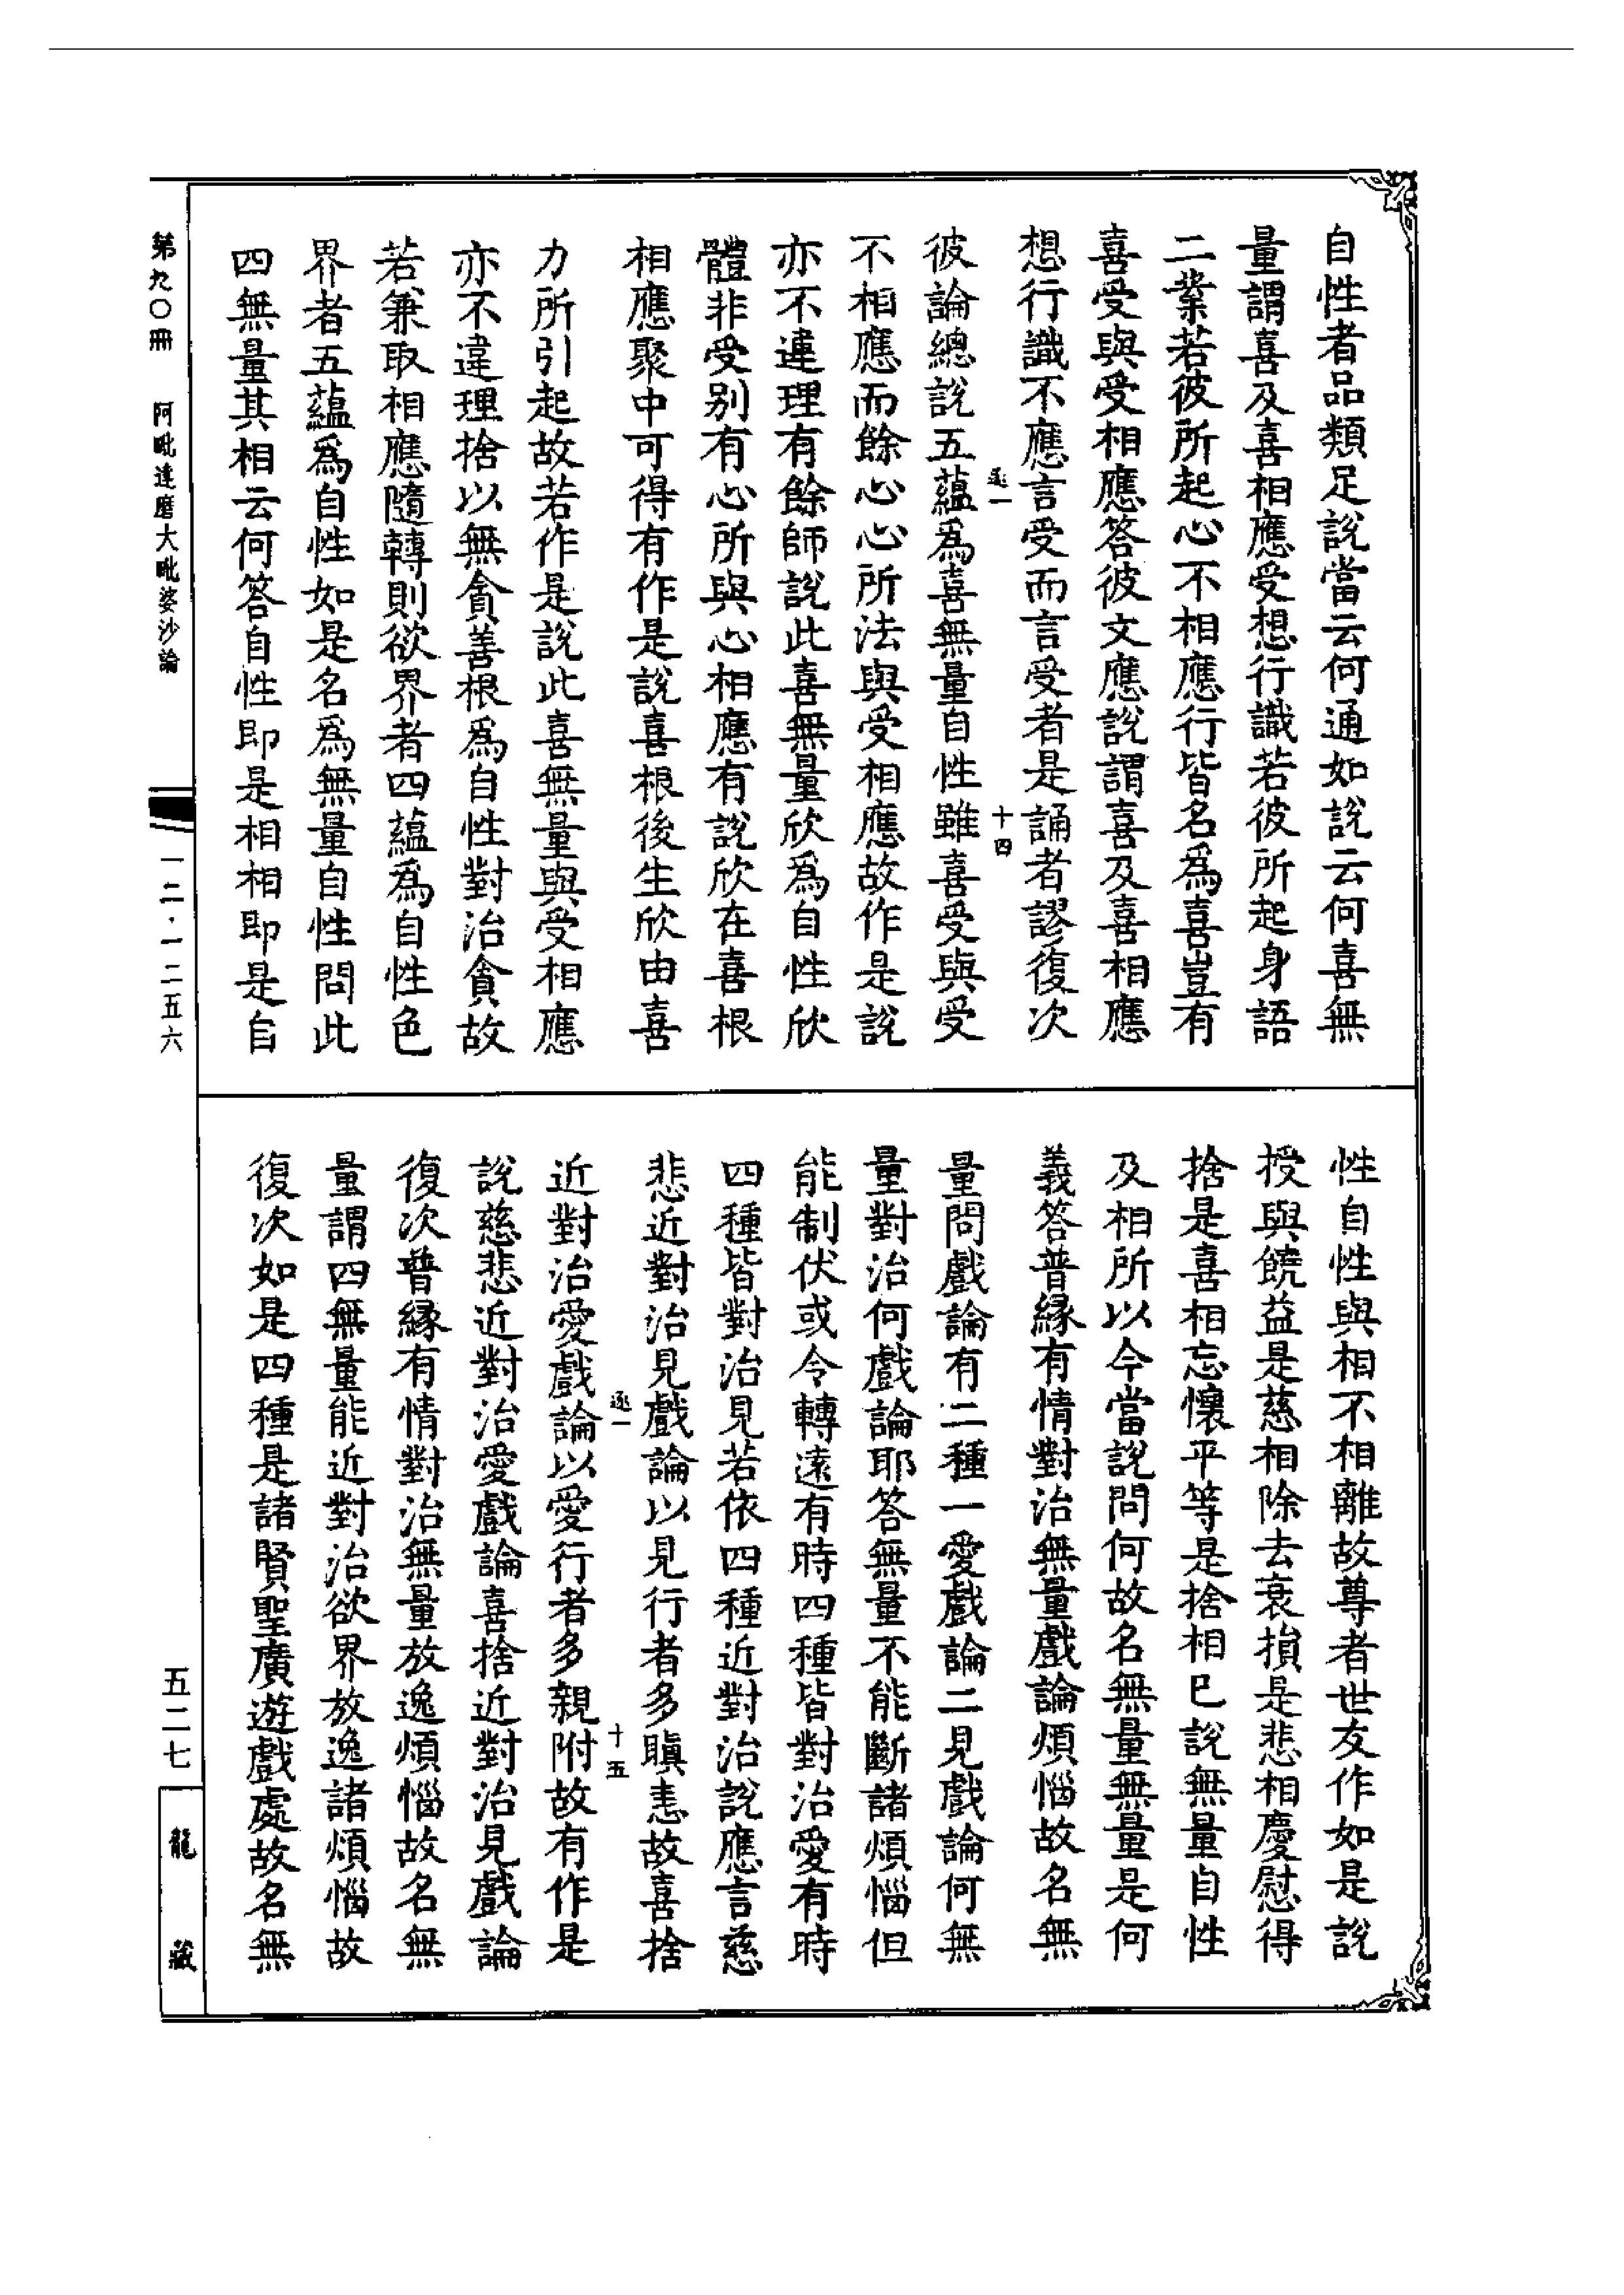 自性者品類足說當云何通如說云何喜無
量謂喜及喜相應受想行識若彼所起身語
二業若彼所起心不相應行皆名為喜豈有
喜受與受相應答彼文應說謂喜及喜相應
想行識不應言受而言受者是誦者謬復次
十四
彼論總說五蘊為喜無量自性雖喜受與受
不相應而餘心心所法與受相應故作是說
亦不違理有餘師說此喜無量欣為自性欣
體非受別有心所與心相應有說欣在喜根
相應聚中可得有作是說喜根後生欣由喜
力所引起故若作是說此喜無量與受相應
亦不違理捨以無貪善根為自性對治貪故
若兼取相應隨轉則欲界者四蘊為自性色
界者五蘊為自性如是名為無量自性問此
四無量其相云何答自性即是相相即是自
性自性與相不相離故尊者世友作如是說
授與饒益是慈相除去衰損是悲相慶慰得
捨是喜相忘懷平等是捨相已說無量自性
及相所以今當說問何故名無量無量是何
義答普緣有情對治無量戲論煩惱故名無
量問戲論有二種一愛戲論二見戲論何無
量對治何戲論耶答無量不能斷諸煩惱但
能制伏或令轉遠有時四種皆對治愛有時
四種皆對治見若依四種近對治說應言慈
悲近對治見戲論以見行者多瞋恚故喜捨
十五
近對治愛戲論以愛行者多親附故有作是
說慈悲近對治愛戲論喜捨近對治見戲論
復次普緣有情對治無量放逸煩惱故名無
量謂四無量能近對治欲界放逸諸煩惱故
復次如是四種是諸賢聖廣遊戲處故名無
第九〇冊 阿毗達磨大毗婆沙論
一二·一二五六
五二七
龍藏